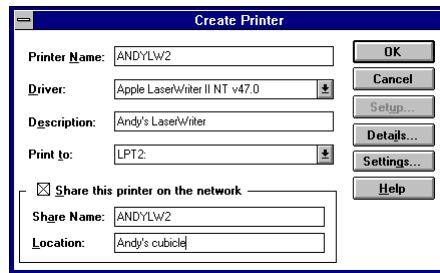 Create Printer
Printer Name: ANDYLW2
Driver: Apple LaserWriter II NT v47.0
Description: Andy's LaserWriter
Print to: LPT2:
Share this printer on the network
Share Name: ANDYLW2
Location: Andy's cubicle
OK
Cancel
Setup...
Details...
Settings...
Help